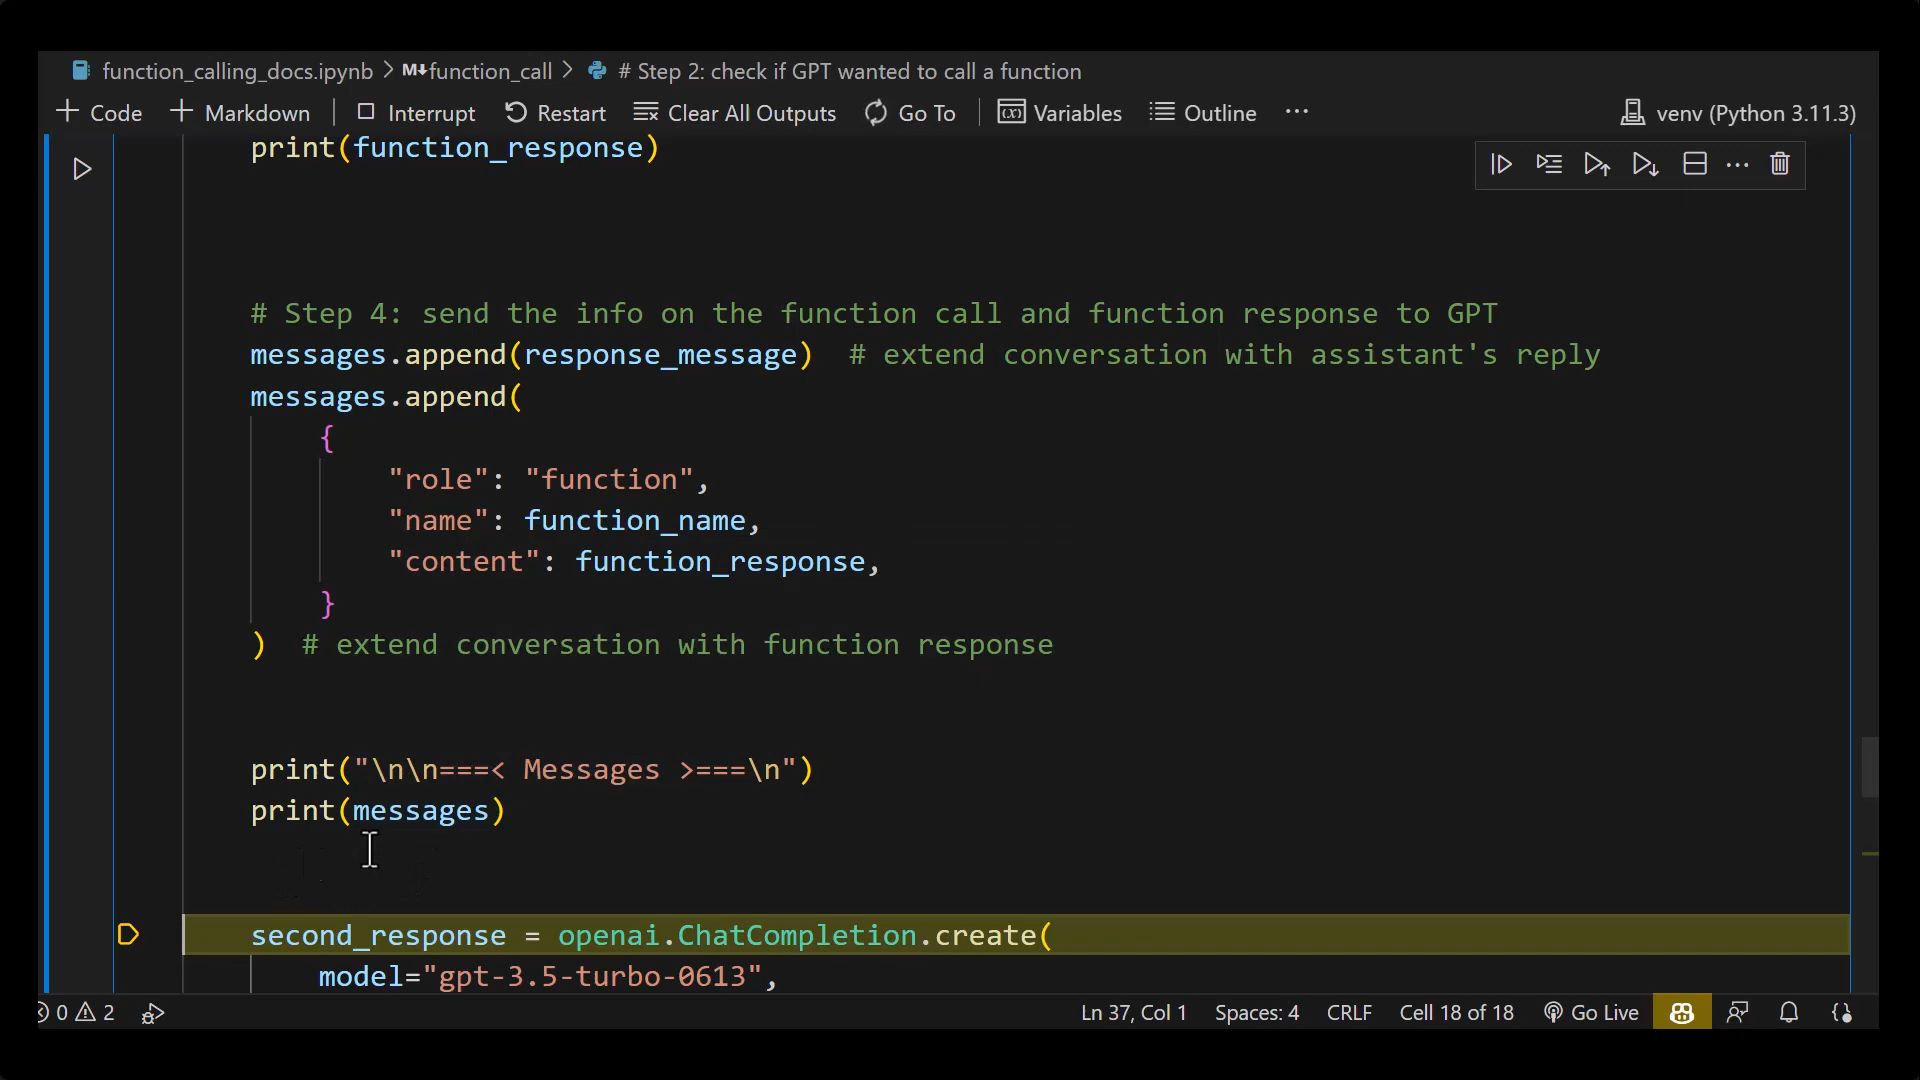 function_calling_docs.ipynb > M↓function_call > # Step 2: check if GPT wanted to call a function
+ Code + Markdown | Interrupt Restart Clear All Outputs Go To | Variables Outline ... venv (Python 3.11.3)
print(function_response)
# Step 4: send the info on the function call and function response to GPT
messages.append(response_message)  # extend conversation with assistant's reply
messages.append(
    {
        "role": "function",
        "name": function_name,
        "content": function_response,
    }
)  # extend conversation with function response
print("\n\n===< Messages >===\n")
print(messages)
second_response = openai.ChatCompletion.create(
    model="gpt-3.5-turbo-0613",
0 2 Ln 37, Col 1 Spaces: 4 CRLF Cell 18 of 18 Go Live